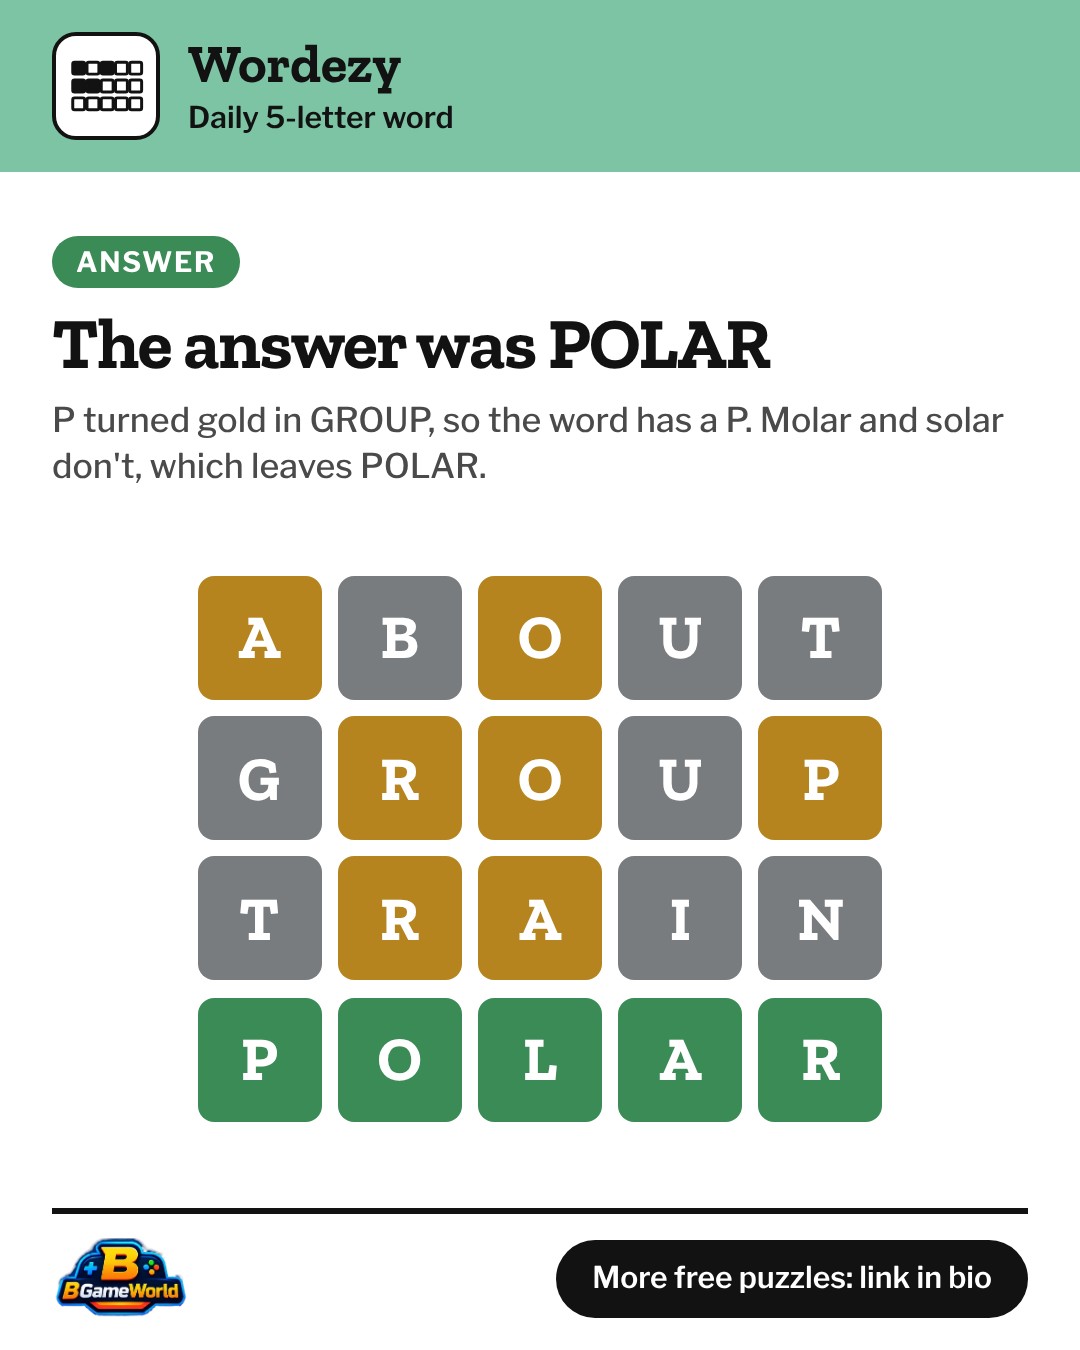 Wordezy
Daily 5-letter word
ANSWER
The answer was POLAR
P turned gold in GROUP, so the word has a P. Molar and solar
don't, which leaves POLAR.
A B O U T
G R O U P
T R A I N
P O L A R
B
BGameWorld
More free puzzles: link in bio